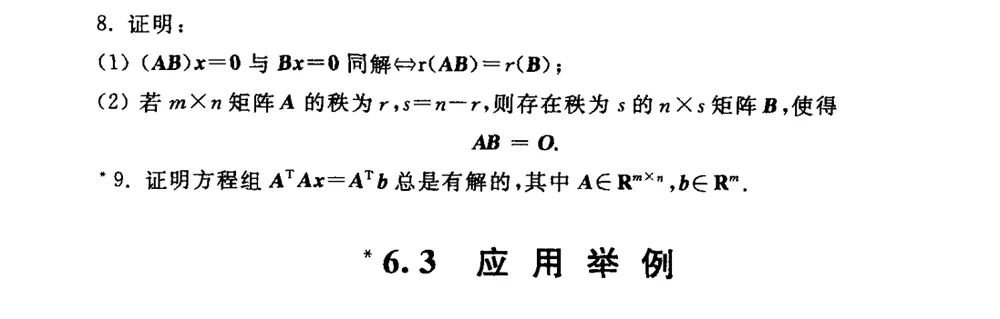 8. 证明：
(1) (AB)x=0 与 Bx=0 同解⇔r(AB)=r(B);
(2) 若 m×n 矩阵 A 的秩为 r,s=n-r,则存在秩为 s 的 n×s 矩阵 B,使得
AB = O.
*9. 证明方程组 AᵀAx=Aᵀb 总是有解的,其中 A∈Rᵐˣⁿ,b∈Rᵐ.
*6.3 应用举例